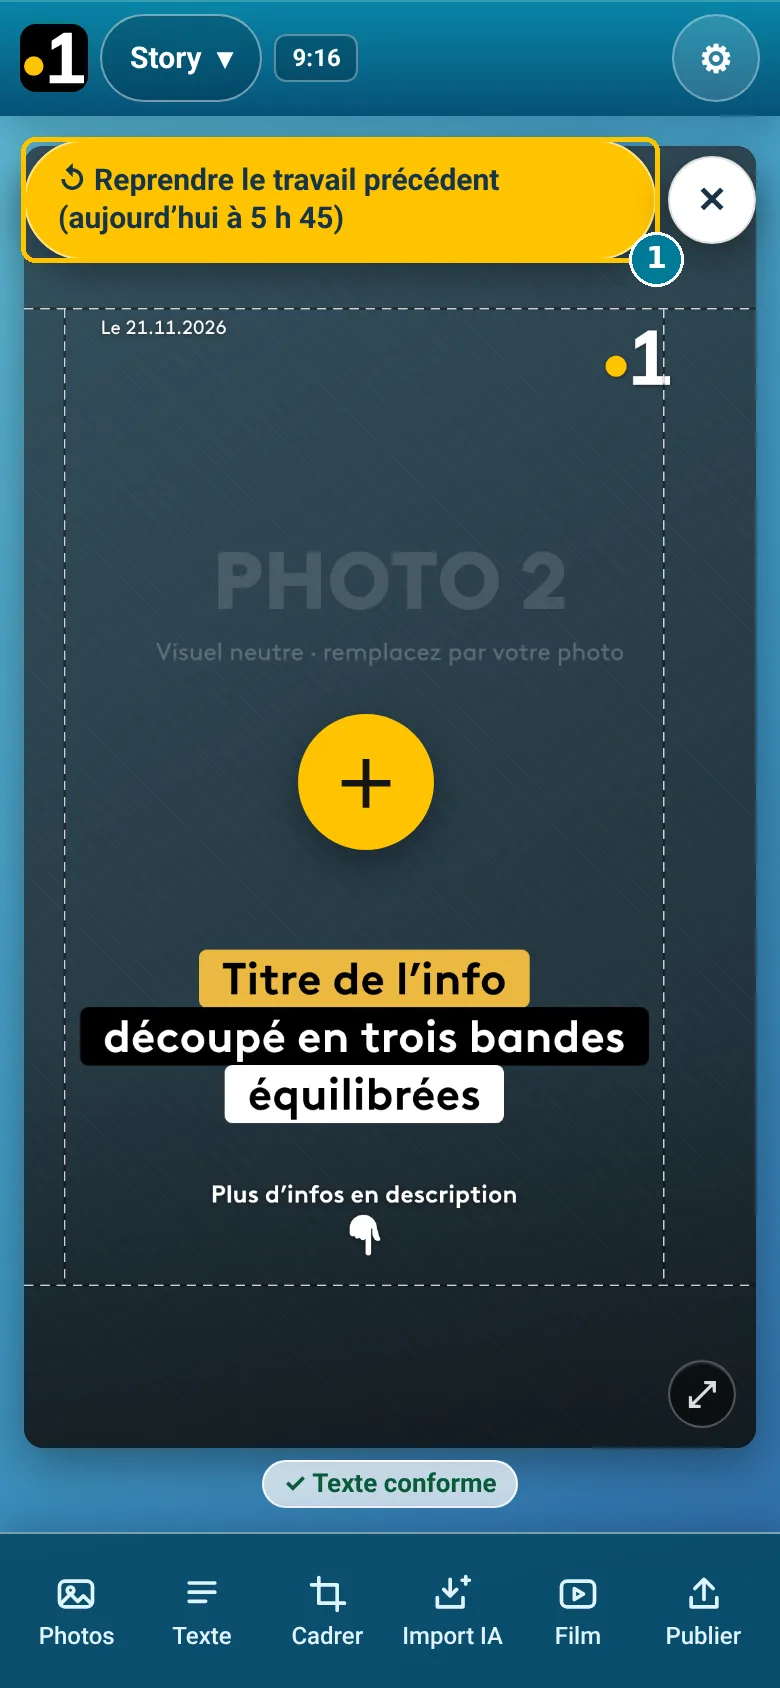 .1 Story ▼ 9:16
Reprendre le travail précédent
(aujourd’hui à 5 h 45)
1
Le 21.11.2026
.1
PHOTO 2
Visuel neutre · remplacez par votre photo
Titre de l’info
découpé en trois bandes
équilibrées
Plus d’infos en description
✓ Texte conforme
Photos Texte Cadrer Import IA Film Publier